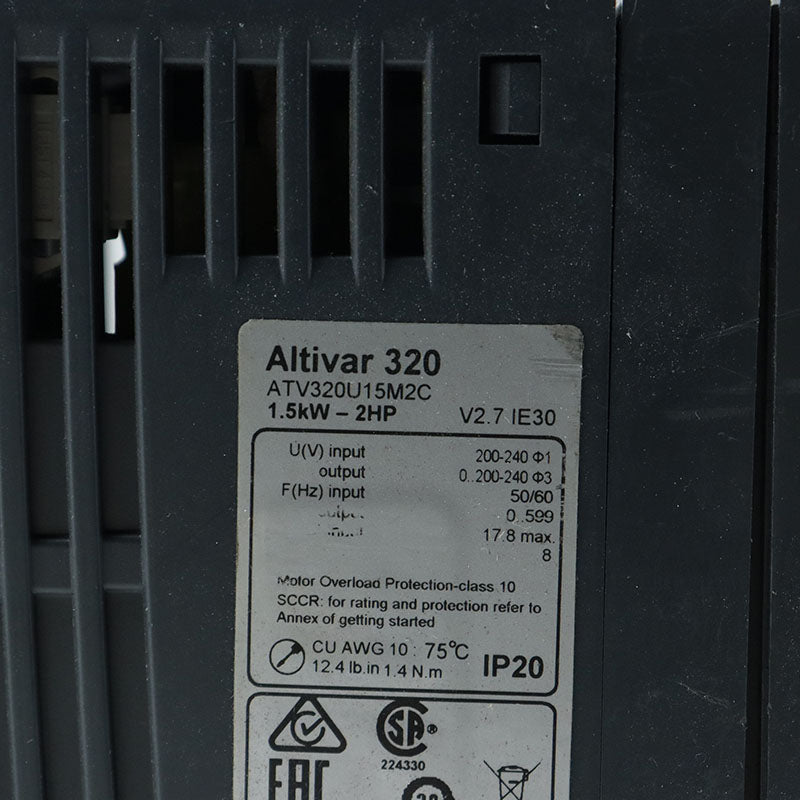 Altivar 320
ATV320U15M2C
1.5kW - 2HP V2.7 IE30
U(V) input 200-240 Φ1
output 0..200-240 Φ3
F(Hz) input 50/60
0..599
17.8 max.
8
Motor Overload Protection-class 10
SCCR: for rating and protection refer to
Annex of getting started
CU AWG 10 : 75°C
12.4 lb.in 1.4 N.m IP20
SA ®
224330
EAC